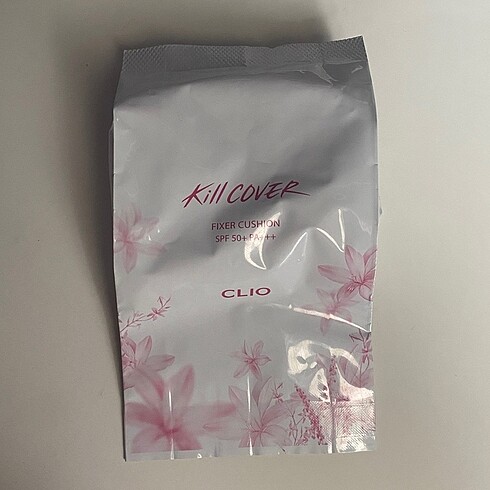 Kill COVER
FIXER CUSHION
SPF 50+ PA+++
CLIO